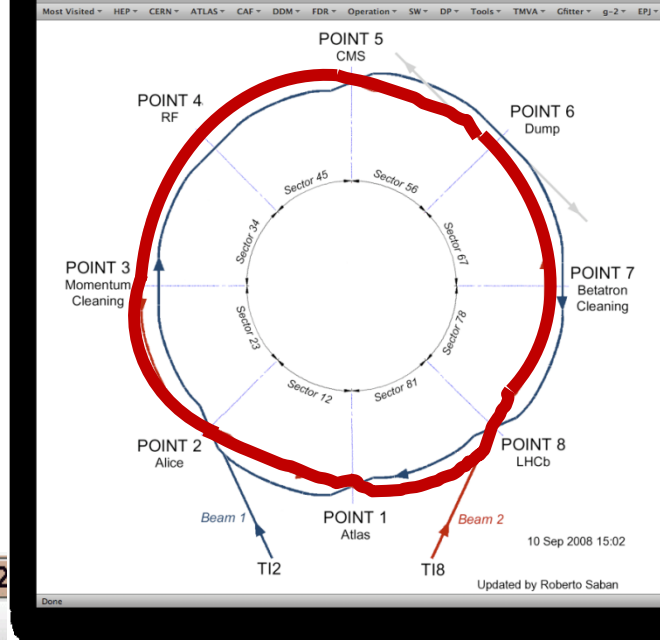 Most Visited HEP CERN ATLAS CAF DDM FDR Operation SW DP Tools TMVA Gfitter g-2 EPJ
POINT 5
CMS
POINT 4
RF
POINT 6
Dump
Sector 45
Sector 56
Sector 34
Sector 67
POINT 3
Momentum
Cleaning
POINT 7
Betatron
Cleaning
Sector 23
Sector 78
Sector 12
Sector 81
POINT 2
Alice
POINT 8
LHCb
POINT 1
Atlas
Beam 1
Beam 2
10 Sep 2008 15:02
TI2
TI8
Updated by Roberto Saban
Done
2